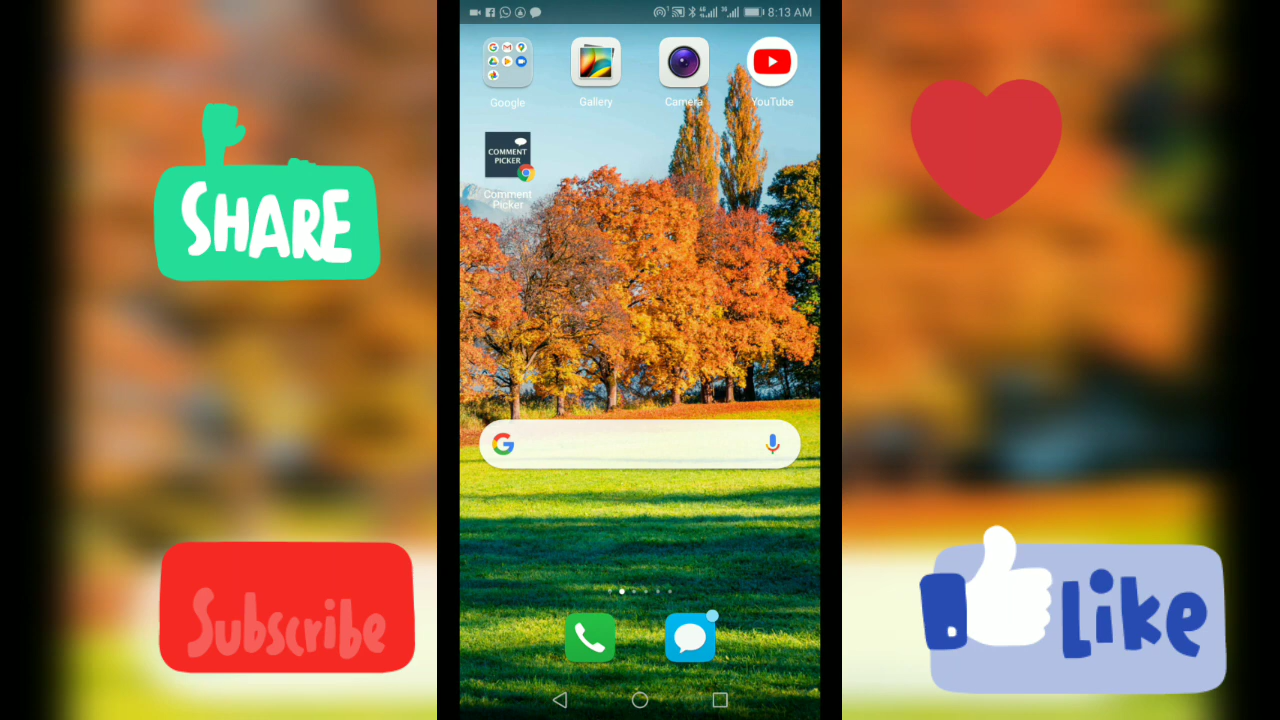 8:13 AM
Google
Gallery
Camera
YouTube
COMMENT
PICKER
Comment
Picker
SHARE
Subscribe
Like